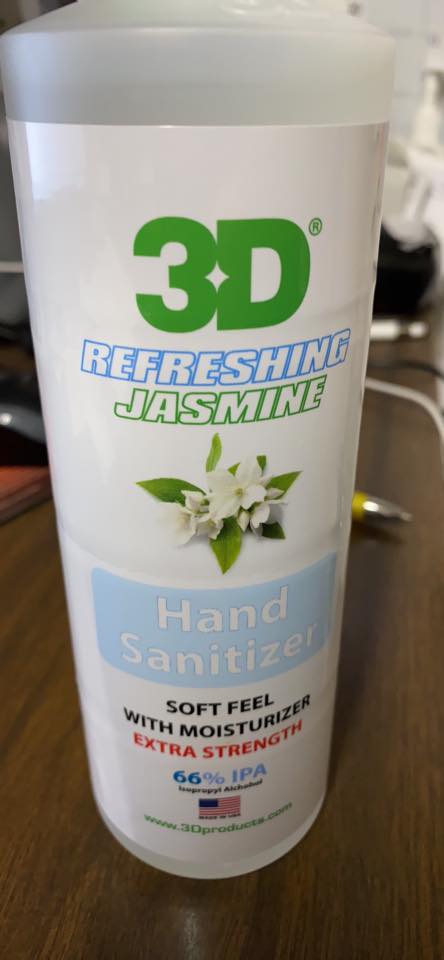 3D®
REFRESHING
JASMINE
Hand
Sanitizer
SOFT FEEL
WITH MOISTURIZER
EXTRA STRENGTH
66% IPA
Isopropyl Alchohol
MADE IN USA
www.3Dproducts.com